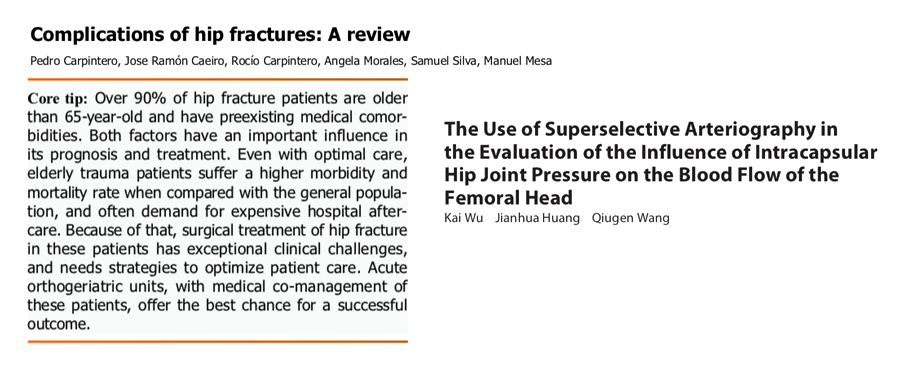 Complications of hip fractures: A review
Pedro Carpintero, Jose Ramón Caeiro, Rocío Carpintero, Angela Morales, Samuel Silva, Manuel Mesa
Core tip: Over 90% of hip fracture patients are older
than 65-year-old and have preexisting medical comor-
bidities. Both factors have an important influence in
its prognosis and treatment. Even with optimal care,
elderly trauma patients suffer a higher morbidity and
mortality rate when compared with the general popula-
tion, and often demand for expensive hospital after-
care. Because of that, surgical treatment of hip fracture
in these patients has exceptional clinical challenges,
and needs strategies to optimize patient care. Acute
orthogeriatric units, with medical co-management of
these patients, offer the best chance for a successful
outcome.
The Use of Superselective Arteriography in
the Evaluation of the Influence of Intracapsular
Hip Joint Pressure on the Blood Flow of the
Femoral Head
Kai Wu Jianhua Huang Qiugen Wang